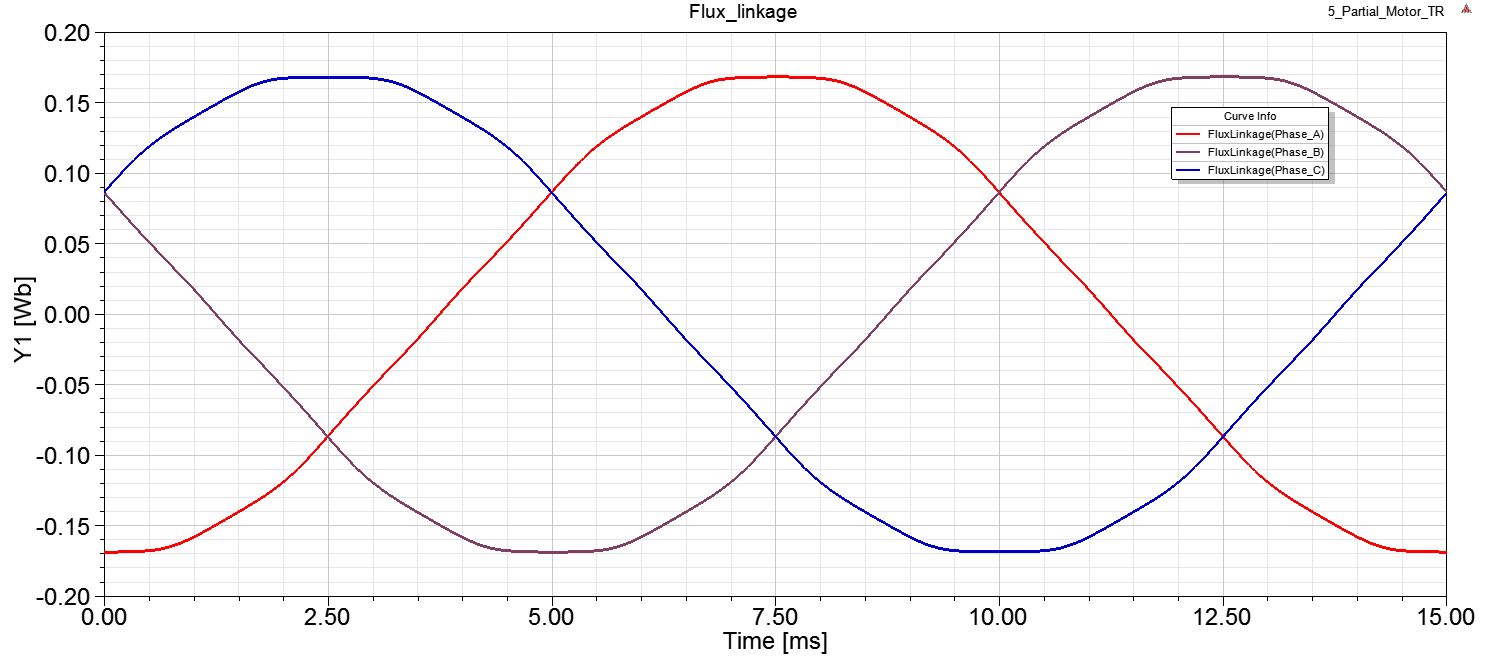 Flux_linkage
5_Partial_Motor_TR
0.20
0.15
0.10
0.05
0.00
-0.05
-0.10
-0.15
-0.20
Y1 [Wb]
Curve Info
FluxLinkage(Phase_A)
FluxLinkage(Phase_B)
FluxLinkage(Phase_C)
0.00 2.50 5.00 7.50 10.00 12.50 15.00
Time [ms]